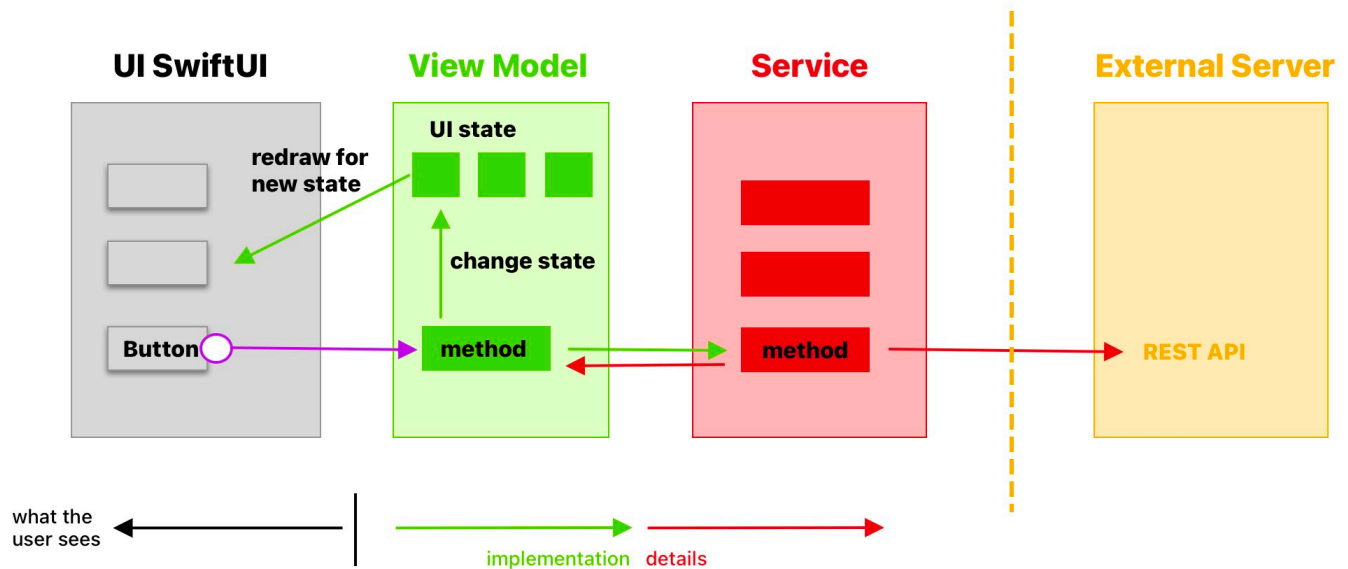 UI SwiftUI
View Model
Service
External Server
UI state
redraw for
new state
change state
Button
method
method
REST API
what the
user sees
implementation details